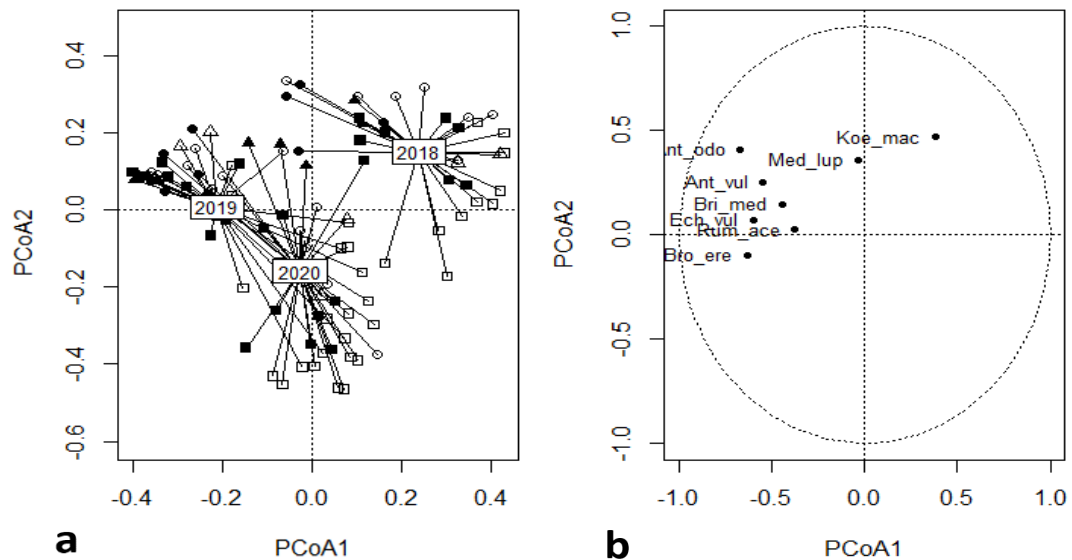 0.4
0.2
0.0
-0.2
-0.4
-0.6
PCoA2
2018
2019
2020
-0.4 -0.2 0.0 0.2 0.4
a PCoA1
1.0
0.5
0.0
-0.5
-1.0
PCoA2
Koe_mac
nt_odo Med_lup
Ant_vul
Bri_med
Ech_vul
Rum_ace
Bro_ere
-1.0 -0.5 0.0 0.5 1.0
b PCoA1